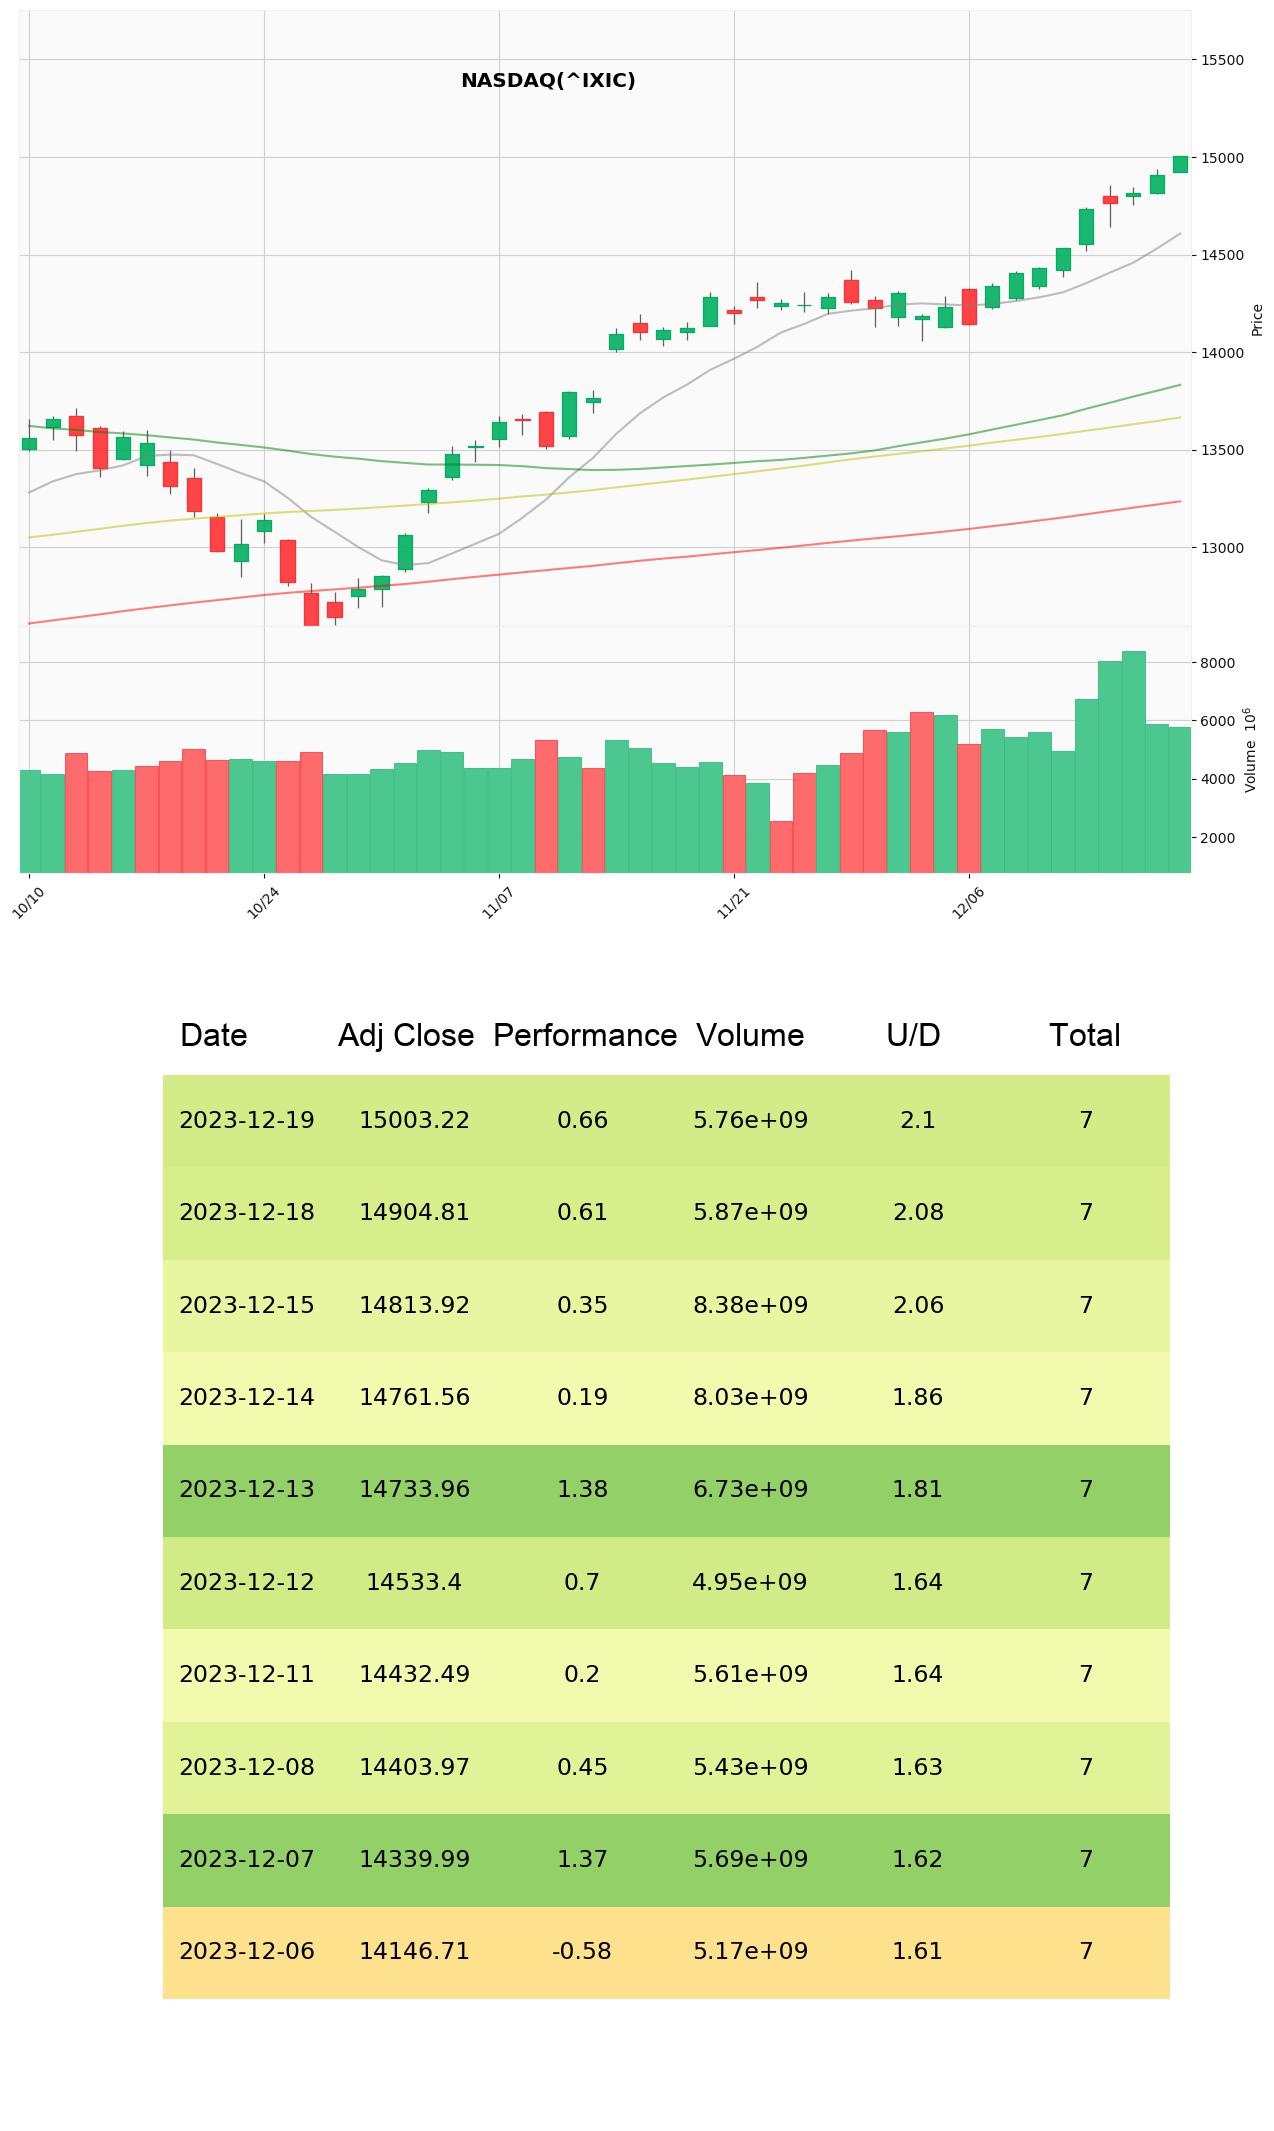 NASDAQ(^IXIC)
15500
15000
14500
14000
13500
13000
Price
8000
6000
4000
2000
Volume 10⁶
10/10 10/24 11/07 11/21 12/06
Date Adj Close Performance Volume U/D Total
2023-12-19 15003.22 0.66 5.76e+09 2.1 7
2023-12-18 14904.81 0.61 5.87e+09 2.08 7
2023-12-15 14813.92 0.35 8.38e+09 2.06 7
2023-12-14 14761.56 0.19 8.03e+09 1.86 7
2023-12-13 14733.96 1.38 6.73e+09 1.81 7
2023-12-12 14533.4 0.7 4.95e+09 1.64 7
2023-12-11 14432.49 0.2 5.61e+09 1.64 7
2023-12-08 14403.97 0.45 5.43e+09 1.63 7
2023-12-07 14339.99 1.37 5.69e+09 1.62 7
2023-12-06 14146.71 -0.58 5.17e+09 1.61 7